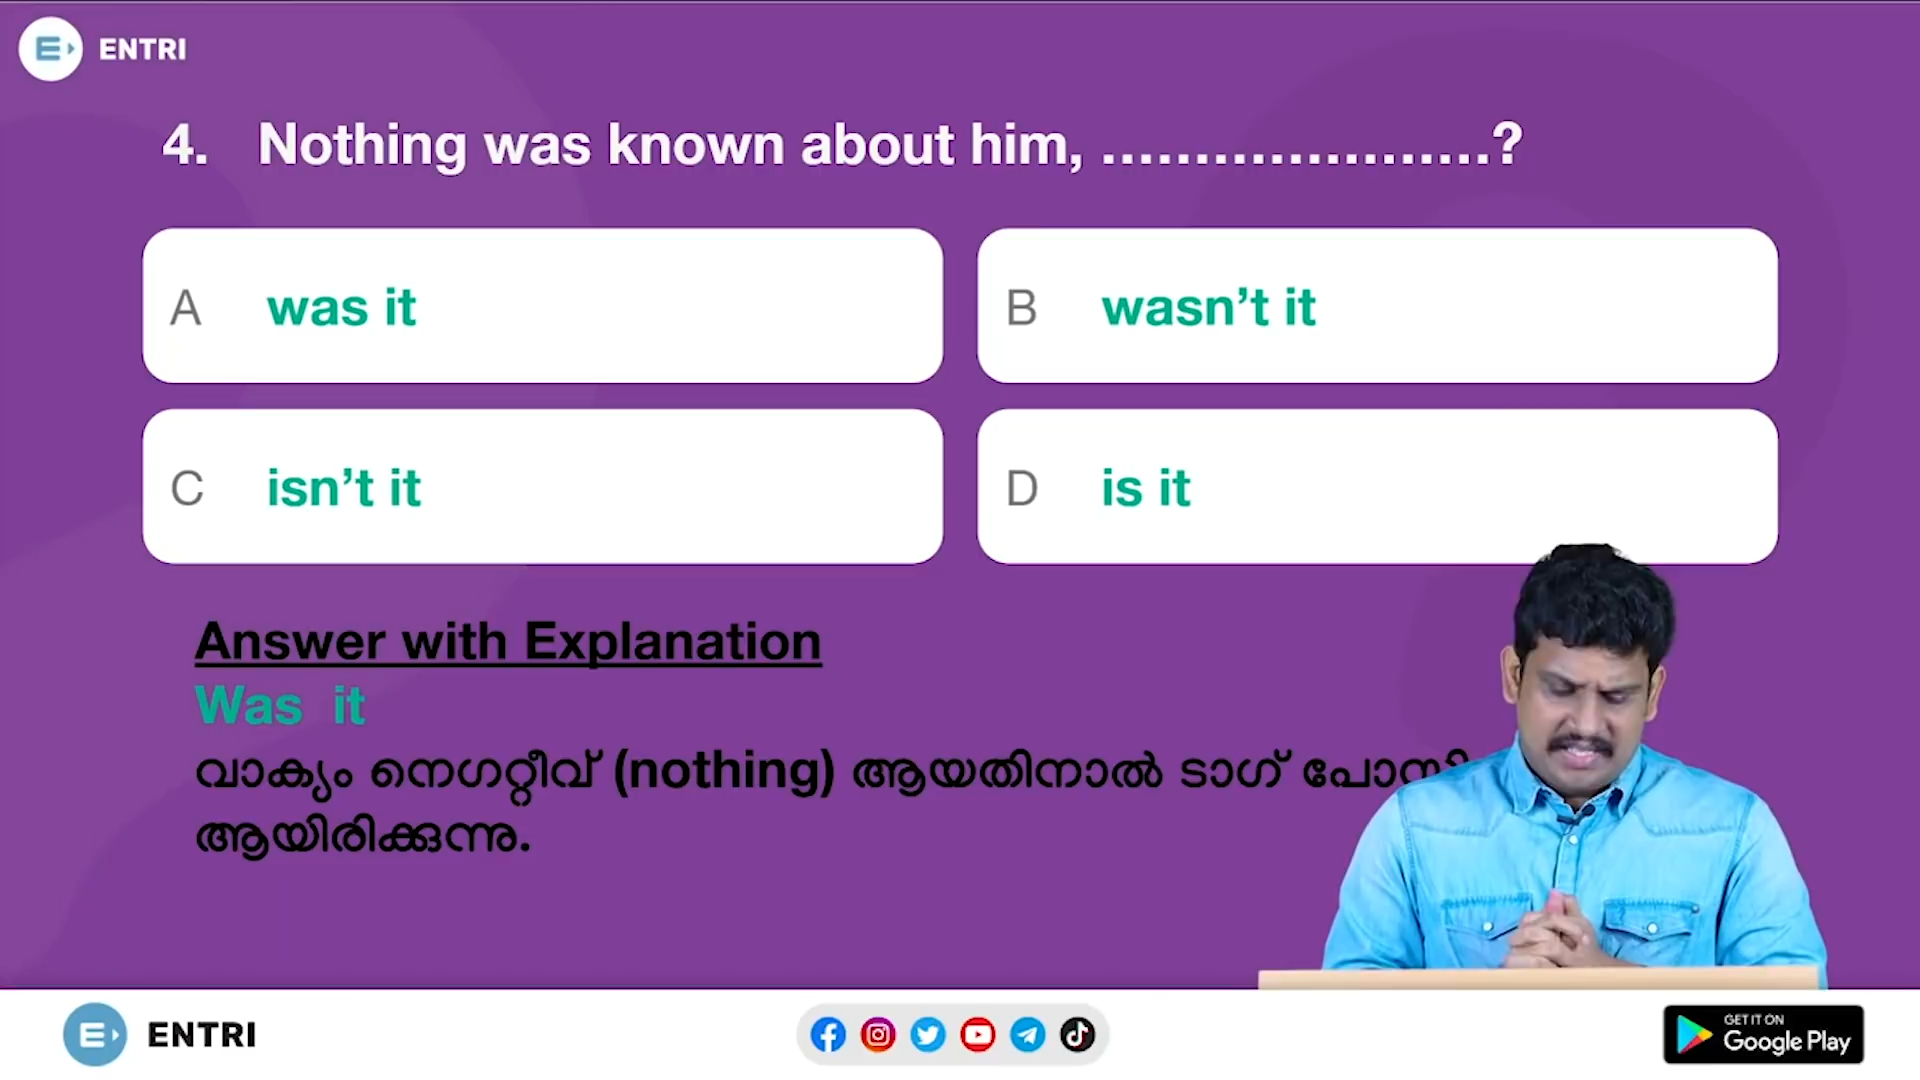 ENTRI
4. Nothing was known about him, .....................?
A was it
B wasn’t it
C isn’t it
D is it
Answer with Explanation
Was it
വാക്യം നെഗറ്റീവ് (nothing) ആയതിനാൽ ടാഗ്
ആയിരിക്കുന്നു.
ENTRI
GET IT ON
Google Play